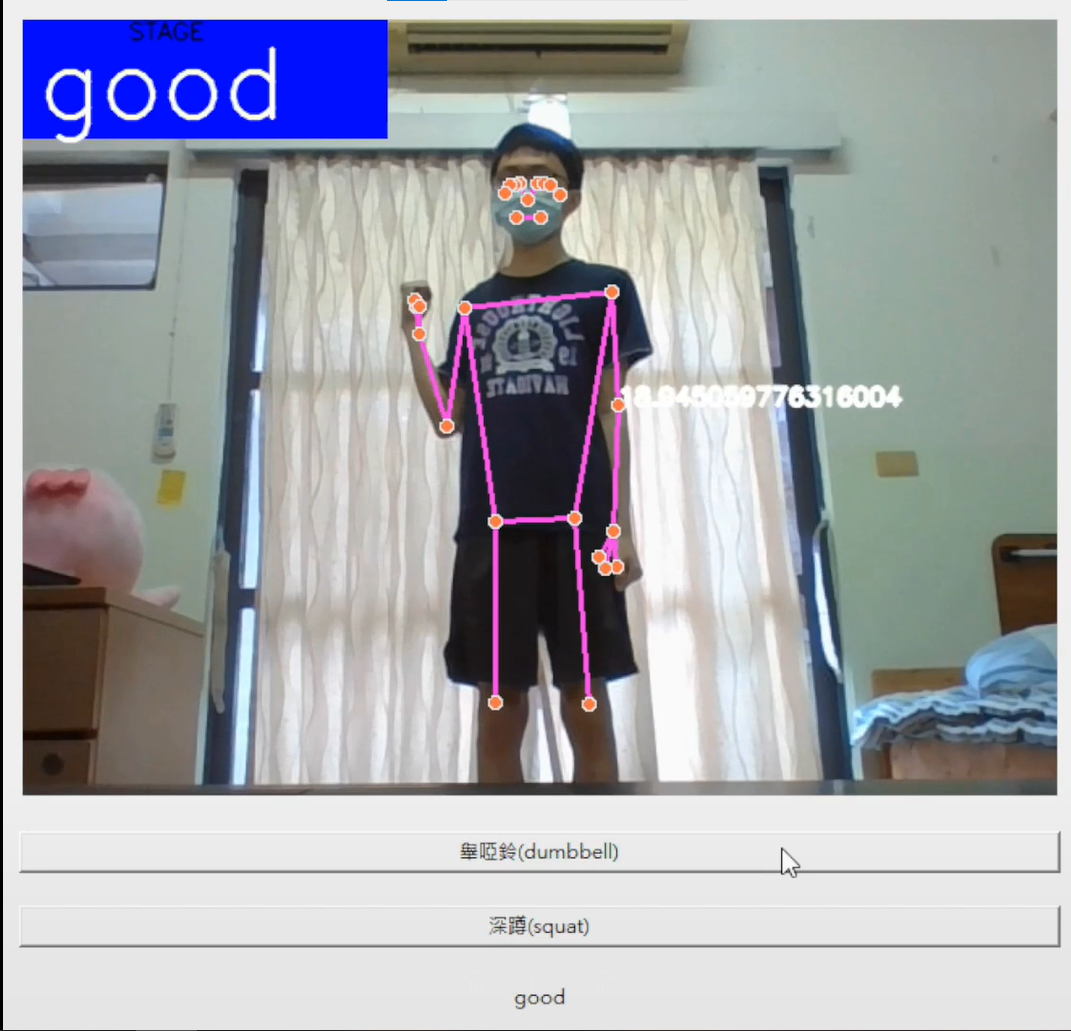 STAGE
good
18.945059776316004
舉啞鈴(dumbbell)
深蹲(squat)
good